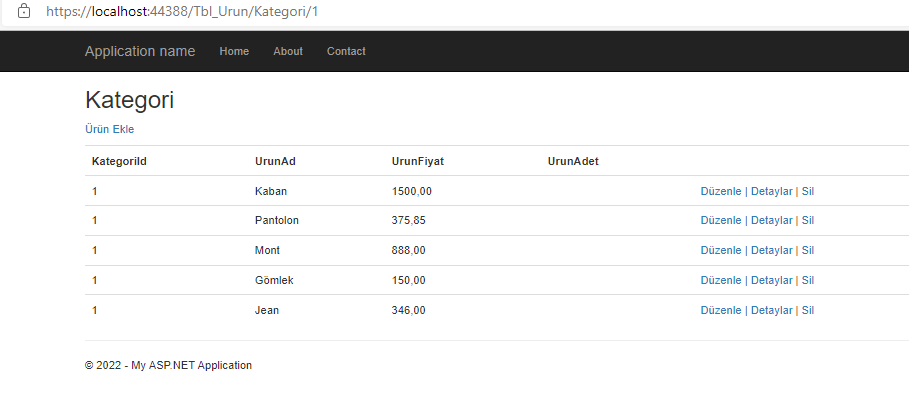 https://localhost:44388/Tbl_Urun/Kategori/1
Application name Home About Contact
Kategori
Ürün Ekle
KategoriId UrunAd UrunFiyat UrunAdet
1 Kaban 1500,00 Düzenle | Detaylar | Sil
1 Pantolon 375,85 Düzenle | Detaylar | Sil
1 Mont 888,00 Düzenle | Detaylar | Sil
1 Gömlek 150,00 Düzenle | Detaylar | Sil
1 Jean 346,00 Düzenle | Detaylar | Sil
© 2022 - My ASP.NET Application